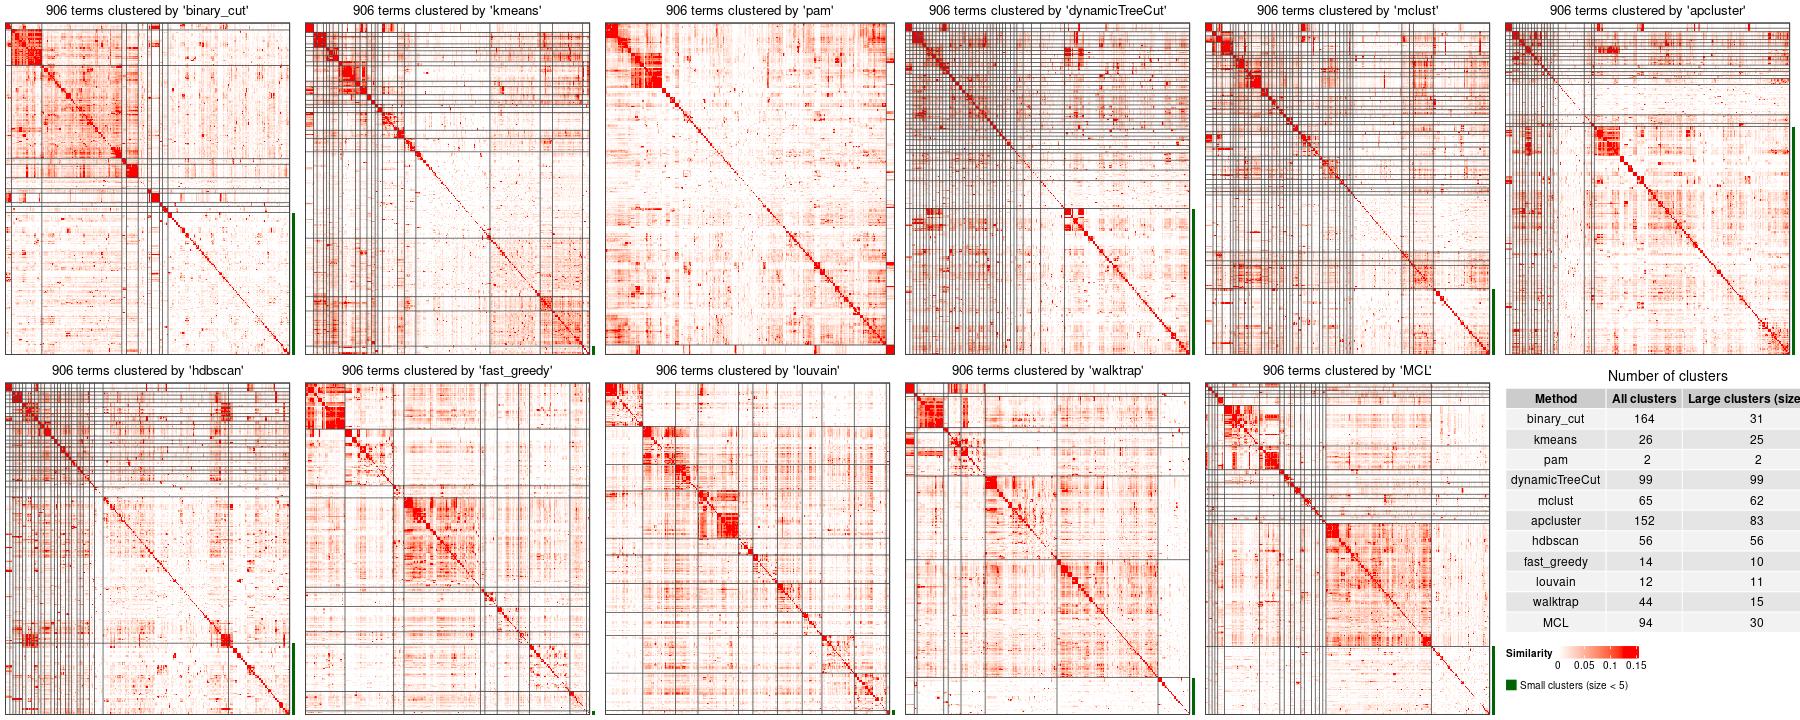 906 terms clustered by 'binary_cut'
906 terms clustered by 'kmeans'
906 terms clustered by 'pam'
906 terms clustered by 'dynamicTreeCut'
906 terms clustered by 'mclust'
906 terms clustered by 'apcluster'
906 terms clustered by 'hdbscan'
906 terms clustered by 'fast_greedy'
906 terms clustered by 'louvain'
906 terms clustered by 'walktrap'
906 terms clustered by 'MCL'
Number of clusters
Method All clusters Large clusters (size
binary_cut 164 31
kmeans 26 25
pam 2 2
dynamicTreeCut 99 99
mclust 65 62
apcluster 152 83
hdbscan 56 56
fast_greedy 14 10
louvain 12 11
walktrap 44 15
MCL 94 30
Similarity
0 0.05 0.1 0.15
Small clusters (size < 5)